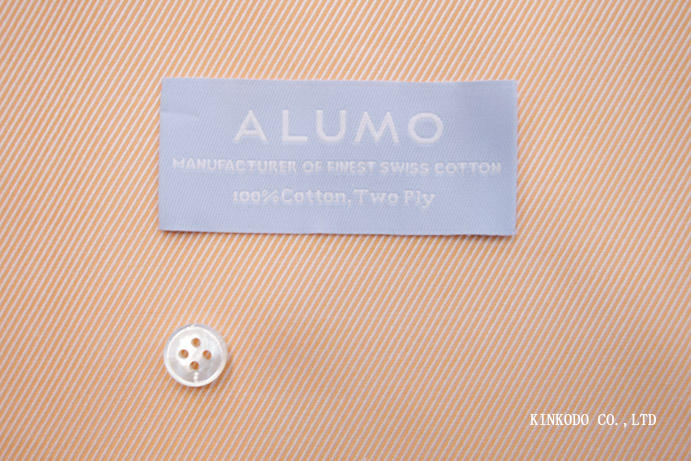 ALUMO
MANUFACTURER OF FINEST SWISS COTTON
100%Cotton.Two Ply
KINKODO CO.,LTD